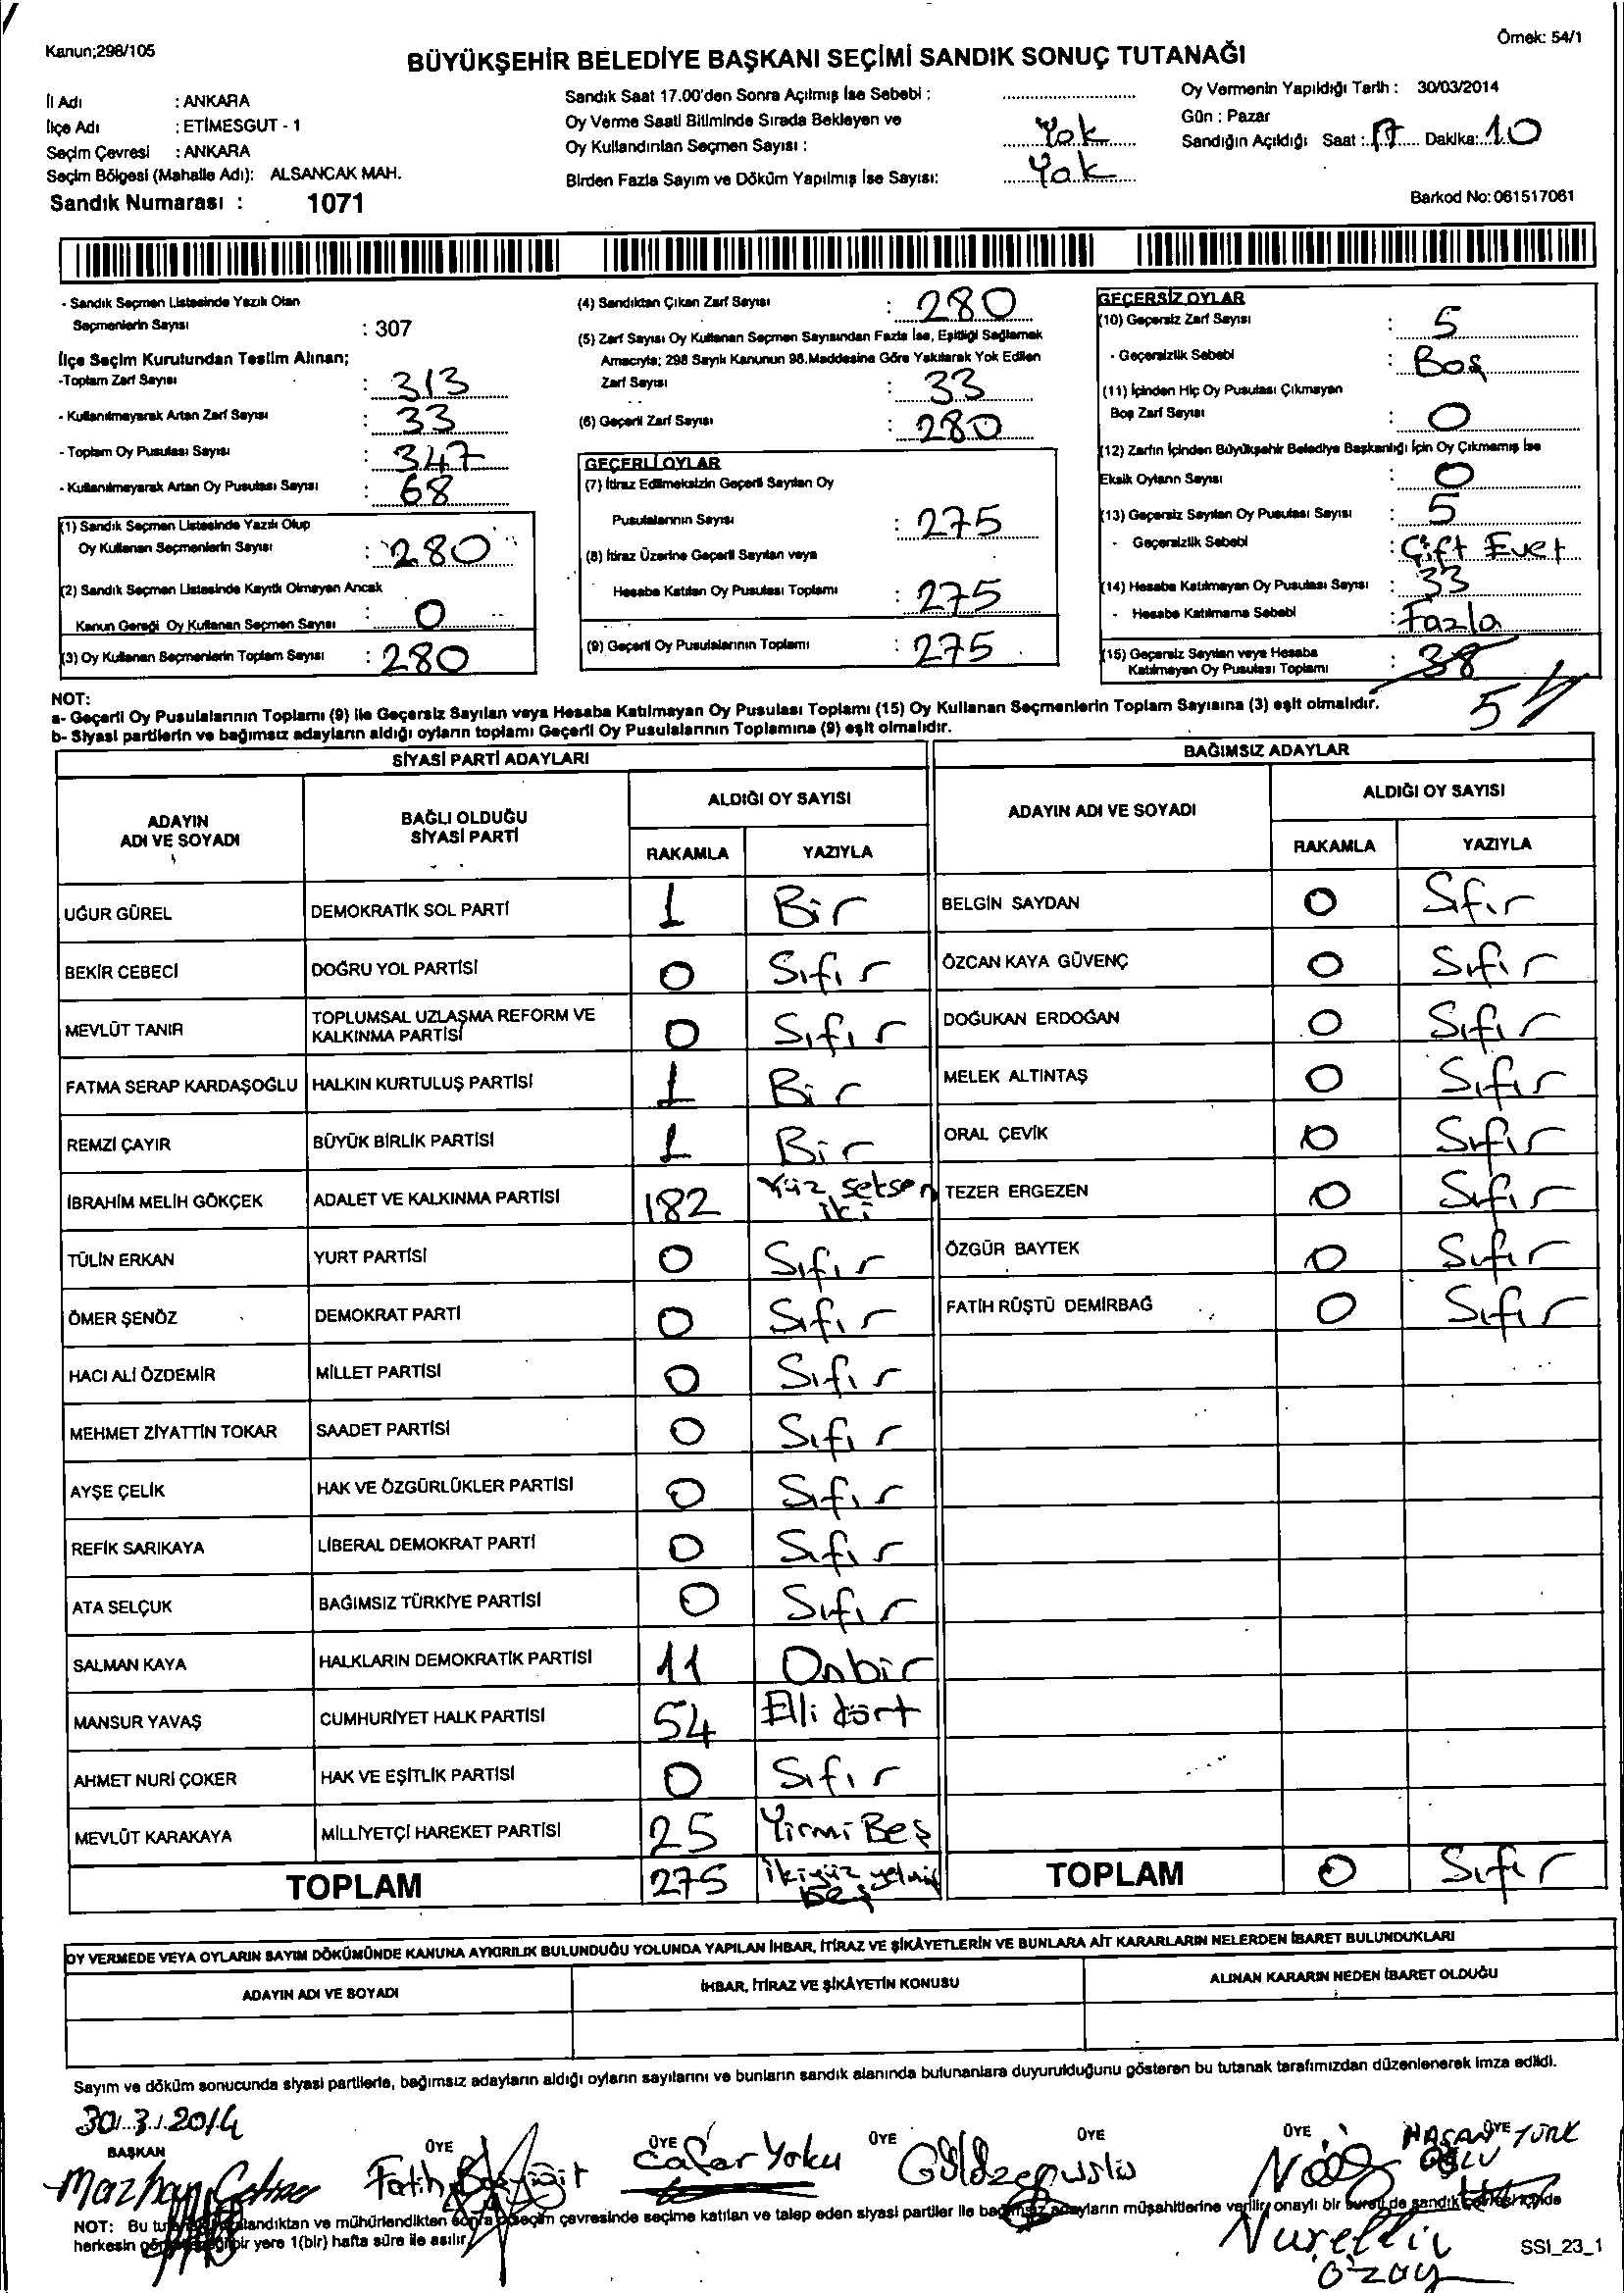 Kanun;298/105
Örnek: 54/1
BÜYÜKŞEHİR BELEDİYE BAŞKANI SEÇİMİ SANDIK SONUÇ TUTANAĞI
İl Adı : ANKARA
İlçe Adı : ETİMESGUT - 1
Seçim Çevresi : ANKARA
Seçim Bölgesi (Mahalle Adı): ALSANCAK MAH.
Sandık Numarası : 1071
Sandık Saat 17.00'den Sonra Açılmış İse Sebebi :
Oy Verme Saati Bitiminde Sırada Bekleyen ve
Oy Kullandırılan Seçmen Sayısı : Yok
Birden Fazla Sayım ve Döküm Yapılmış İse Sayısı: Yok
Oy Vermenin Yapıldığı Tarih : 30/03/2014
Gün : Pazar
Sandığın Açıldığı Saat : 17 Dakika: 10
Barkod No: 061517061
- Sandık Seçmen Listesinde Yazılı Olan
Seçmenlerin Sayısı : 307
İlçe Seçim Kurulundan Teslim Alınan;
-Toplam Zarf Sayısı : 313
- Kullanılmayarak Artan Zarf Sayısı : 33
- Toplam Oy Pusulası Sayısı : 347
- Kullanılmayarak Artan Oy Pusulası Sayısı : 68
(1) Sandık Seçmen Listesinde Yazılı Olup
Oy Kullanan Seçmenlerin Sayısı : 280
(2) Sandık Seçmen Listesinde Kayıtlı Olmayan Ancak
Kanun Gereği Oy Kullanan Seçmen Sayısı : 0
(3) Oy Kullanan Seçmenlerin Toplam Sayısı : 280
(4) Sandıktan Çıkan Zarf Sayısı : 280
(5) Zarf Sayısı Oy Kullanan Seçmen Sayısından Fazla İse, Eşitliği Sağlamak
Amacıyla; 298 Sayılı Kanunun 98.Maddesine Göre Yakılarak Yok Edilen
Zarf Sayısı : 33
(6) Geçerli Zarf Sayısı : 280
GEÇERLİ OYLAR
(7) İtiraz Edilmeksizin Geçerli Sayılan Oy
Pusulalarının Sayısı : 275
(8) İtiraz Üzerine Geçerli Sayılan veya
Hesaba Katılan Oy Pusulası Toplamı : 275
(9) Geçerli Oy Pusulalarının Toplamı : 275
GEÇERSİZ OYLAR
(10) Geçersiz Zarf Sayısı : 5
- Geçersizlik Sebebi : Boş
(11) İçinden Hiç Oy Pusulası Çıkmayan
Boş Zarf Sayısı : 0
(12) Zarfın İçinden Büyükşehir Belediye Başkanlığı İçin Oy Çıkmamış İse
Eksik Oyların Sayısı : 0
(13) Geçersiz Sayılan Oy Pusulası Sayısı : 5
- Geçersizlik Sebebi : Çift Evet
(14) Hesaba Katılmayan Oy Pusulası Sayısı : 33
- Hesaba Katılmama Sebebi : Fazla
(15) Geçersiz Sayılan veya Hesaba
Katılmayan Oy Pusulası Toplamı : 38
NOT:
a- Geçerli Oy Pusulalarının Toplamı (9) ile Geçersiz Sayılan veya Hesaba Katılmayan Oy Pusulası Toplamı (15) Oy Kullanan Seçmenlerin Toplam Sayısına (3) eşit olmalıdır.
b- Siyasi partilerin ve bağımsız adayların aldığı oyların toplamı Geçerli Oy Pusulalarının Toplamına (9) eşit olmalıdır.
SİYASİ PARTİ ADAYLARI
BAĞIMSIZ ADAYLAR
ADAYIN
ADI VE SOYADI
BAĞLI OLDUĞU
SİYASİ PARTİ
ALDIĞI OY SAYISI
RAKAMLA YAZIYLA
ADAYIN ADI VE SOYADI
ALDIĞI OY SAYISI
RAKAMLA YAZIYLA
UĞUR GÜREL DEMOKRATİK SOL PARTİ 1 Bir
BEKİR CEBECİ DOĞRU YOL PARTİSİ 0 Sıfır
MEVLÜT TANIR TOPLUMSAL UZLAŞMA REFORM VE
KALKINMA PARTİSİ 0 Sıfır
FATMA SERAP KARDAŞOĞLU HALKIN KURTULUŞ PARTİSİ 1 Bir
REMZİ ÇAYIR BÜYÜK BİRLİK PARTİSİ 1 Bir
İBRAHİM MELİH GÖKÇEK ADALET VE KALKINMA PARTİSİ 182 Yüz seksen
iki
TÜLİN ERKAN YURT PARTİSİ 0 Sıfır
ÖMER ŞENÖZ DEMOKRAT PARTİ 0 Sıfır
HACI ALİ ÖZDEMİR MİLLET PARTİSİ 0 Sıfır
MEHMET ZİYATTİN TOKAR SAADET PARTİSİ 0 Sıfır
AYŞE ÇELİK HAK VE ÖZGÜRLÜKLER PARTİSİ 0 Sıfır
REFİK SARIKAYA LİBERAL DEMOKRAT PARTİ 0 Sıfır
ATA SELÇUK BAĞIMSIZ TÜRKİYE PARTİSİ 0 Sıfır
SALMAN KAYA HALKLARIN DEMOKRATİK PARTİSİ 11 Onbir
MANSUR YAVAŞ CUMHURİYET HALK PARTİSİ 54 Elli dört
AHMET NURİ ÇOKER HAK VE EŞİTLİK PARTİSİ 0 Sıfır
MEVLÜT KARAKAYA MİLLİYETÇİ HAREKET PARTİSİ 25 Yirmi Beş
TOPLAM 275 ikiyüz yetmiş
beş
BELGİN SAYDAN 0 Sıfır
ÖZCAN KAYA GÜVENÇ 0 Sıfır
DOĞUKAN ERDOĞAN 0 Sıfır
MELEK ALTINTAŞ 0 Sıfır
ORAL ÇEVİK 0 Sıfır
TEZER ERGEZEN 0 Sıfır
ÖZGÜR BAYTEK 0 Sıfır
FATİH RÜŞTÜ DEMİRBAĞ 0 Sıfır
TOPLAM 0 Sıfır
OY VERMEDE VEYA OYLARIN SAYIM DÖKÜMÜNDE KANUNA AYKIRILIK BULUNDUĞU YOLUNDA YAPILAN İHBAR, İTİRAZ VE ŞİKÂYETLERİN VE BUNLARA AİT KARARLARIN NELERDEN İBARET BULUNDUKLARI
ADAYIN ADI VE SOYADI İHBAR, İTİRAZ VE ŞİKÂYETİN KONUSU ALINAN KARARIN NEDEN İBARET OLDUĞU
Sayım ve döküm sonucunda siyasi partilerle, bağımsız adayların aldığı oyların sayılarını ve bunların sandık alanında bulunanlara duyurulduğunu gösteren bu tutanak tarafımızdan düzenlenerek imza edildi.
30.3.2014
BAŞKAN ÜYE ÜYE ÜYE ÜYE ÜYE ÜYE
Fatih Cafer HASAN TÜRK
OĞLU
NOT: Bu ve mühürlendikten sonra seçim çevresinde seçime katılan ve talep eden siyasi partiler ile bağımsız adayların müşahitlerine verilir, onaylı bir sureti de sandık
herkesin bir yere 1(bir) hafta süre ile asılır.
Nurettin
Özay
SSI_23_1